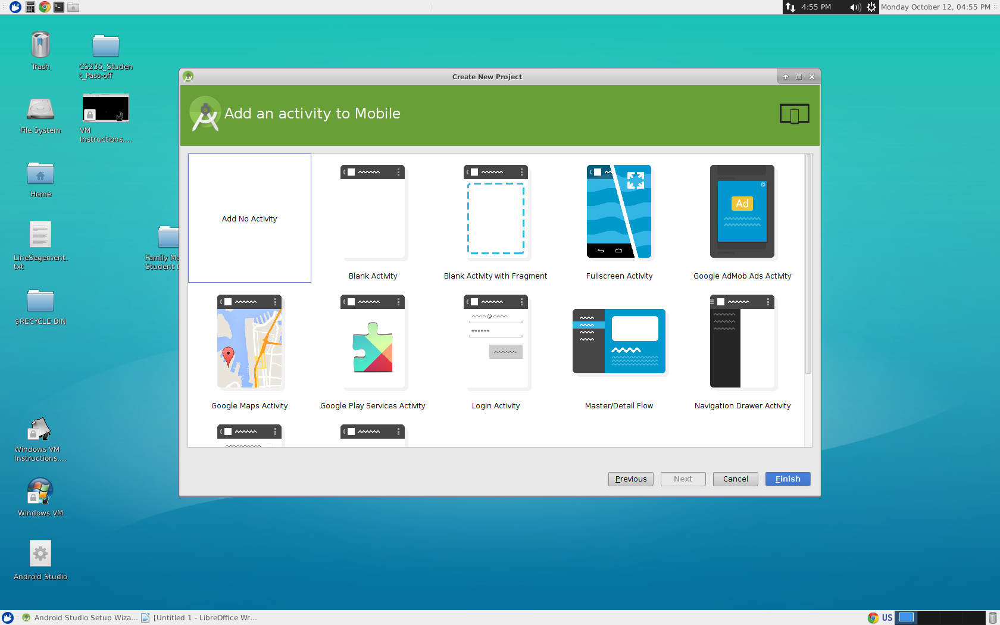 4:55 PM
Monday October 12, 04:55 PM
Trash
CS235_Studen
t_Pass-off
File System
VM
Instructions....
Home
LineSegement.
txt
Family Ma
Student L
$RECYCLE.BIN
Windows VM
Instructions....
Windows VM
Android Studio
Create New Project
Add an activity to Mobile
Add No Activity
Blank Activity
Blank Activity with Fragment
Fullscreen Activity
Ad
Google AdMob Ads Activity
Google Maps Activity
Google Play Services Activity
@
Login Activity
Master/Detail Flow
Navigation Drawer Activity
Previous
Next
Cancel
Finish
Android Studio Setup Wiza...
[Untitled 1 - LibreOffice Wr...
US